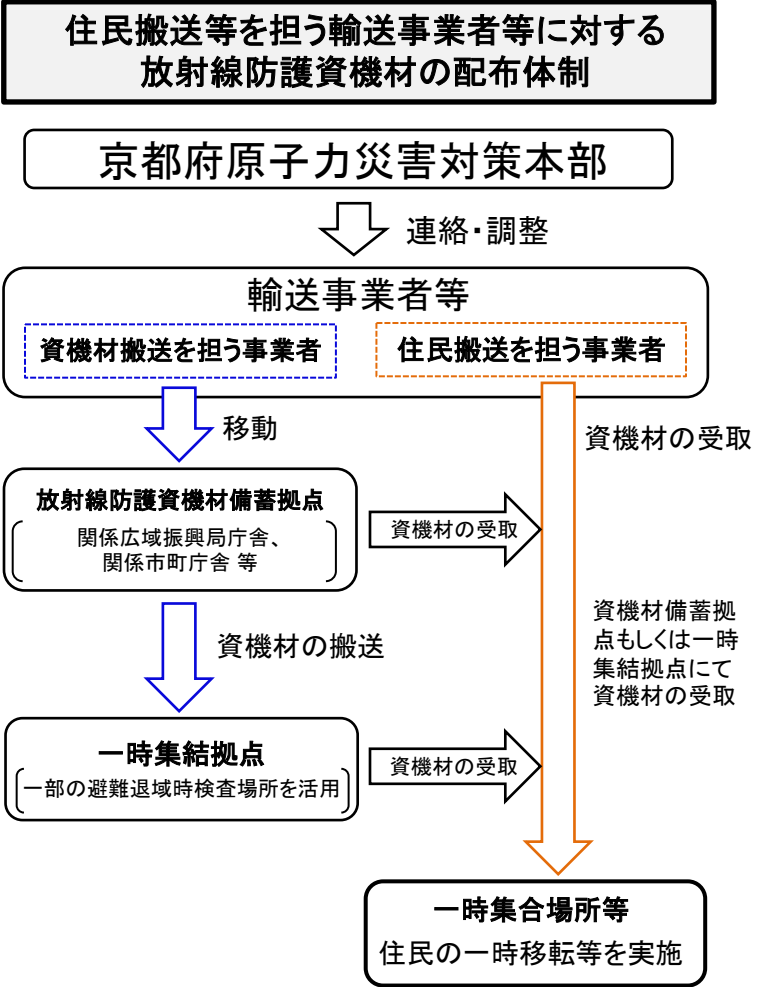 住民搬送等を担う輸送事業者等に対する
放射線防護資機材の配布体制
京都府原子力災害対策本部
連絡・調整
輸送事業者等
資機材搬送を担う事業者
住民搬送を担う事業者
移動
資機材の受取
放射線防護資機材備蓄拠点
関係広域振興局庁舎、
関係市町庁舎 等
資機材の受取
資機材の搬送
資機材備蓄拠
点もしくは一時
集結拠点にて
資機材の受取
一時集結拠点
一部の避難退域時検査場所を活用
資機材の受取
一時集合場所等
住民の一時移転等を実施